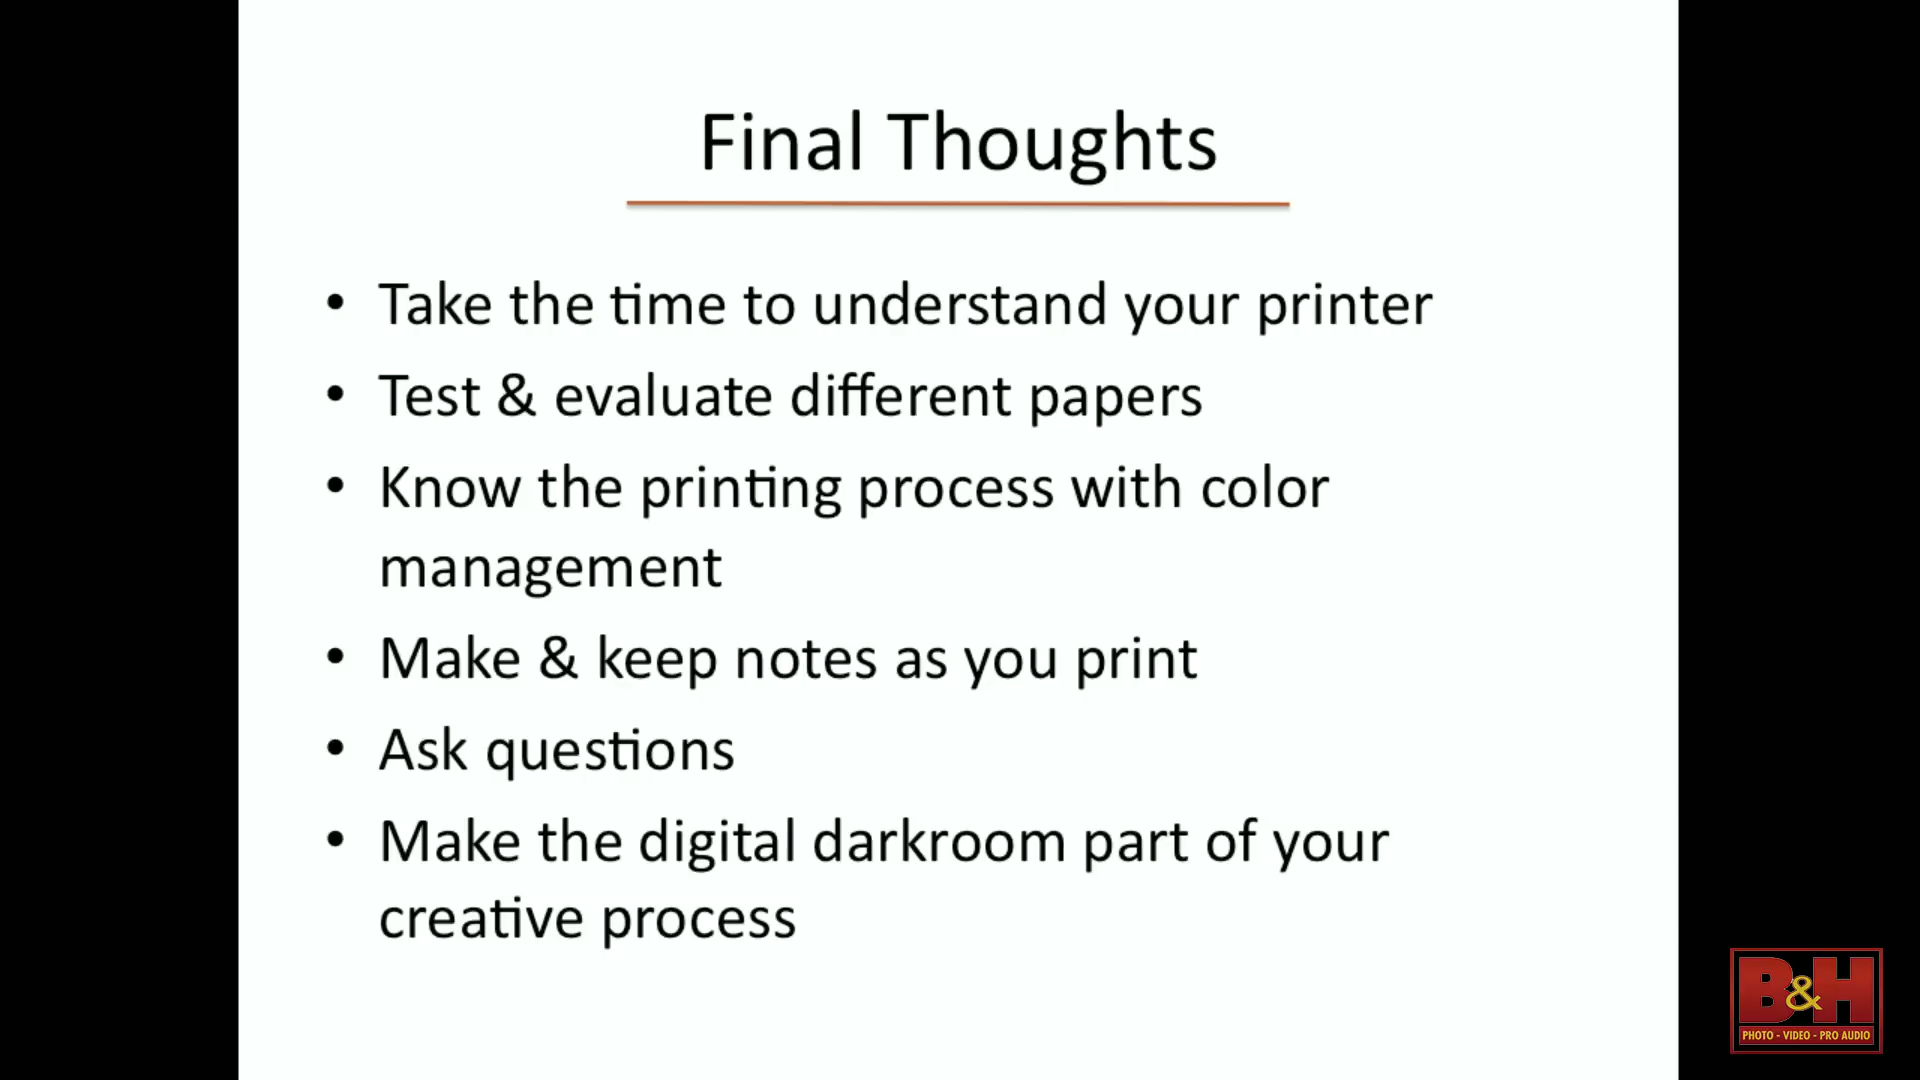 Final Thoughts
• Take the time to understand your printer
• Test & evaluate different papers
• Know the printing process with color
management
• Make & keep notes as you print
• Ask questions
• Make the digital darkroom part of your
creative process
B&H
PHOTO - VIDEO - PRO AUDIO